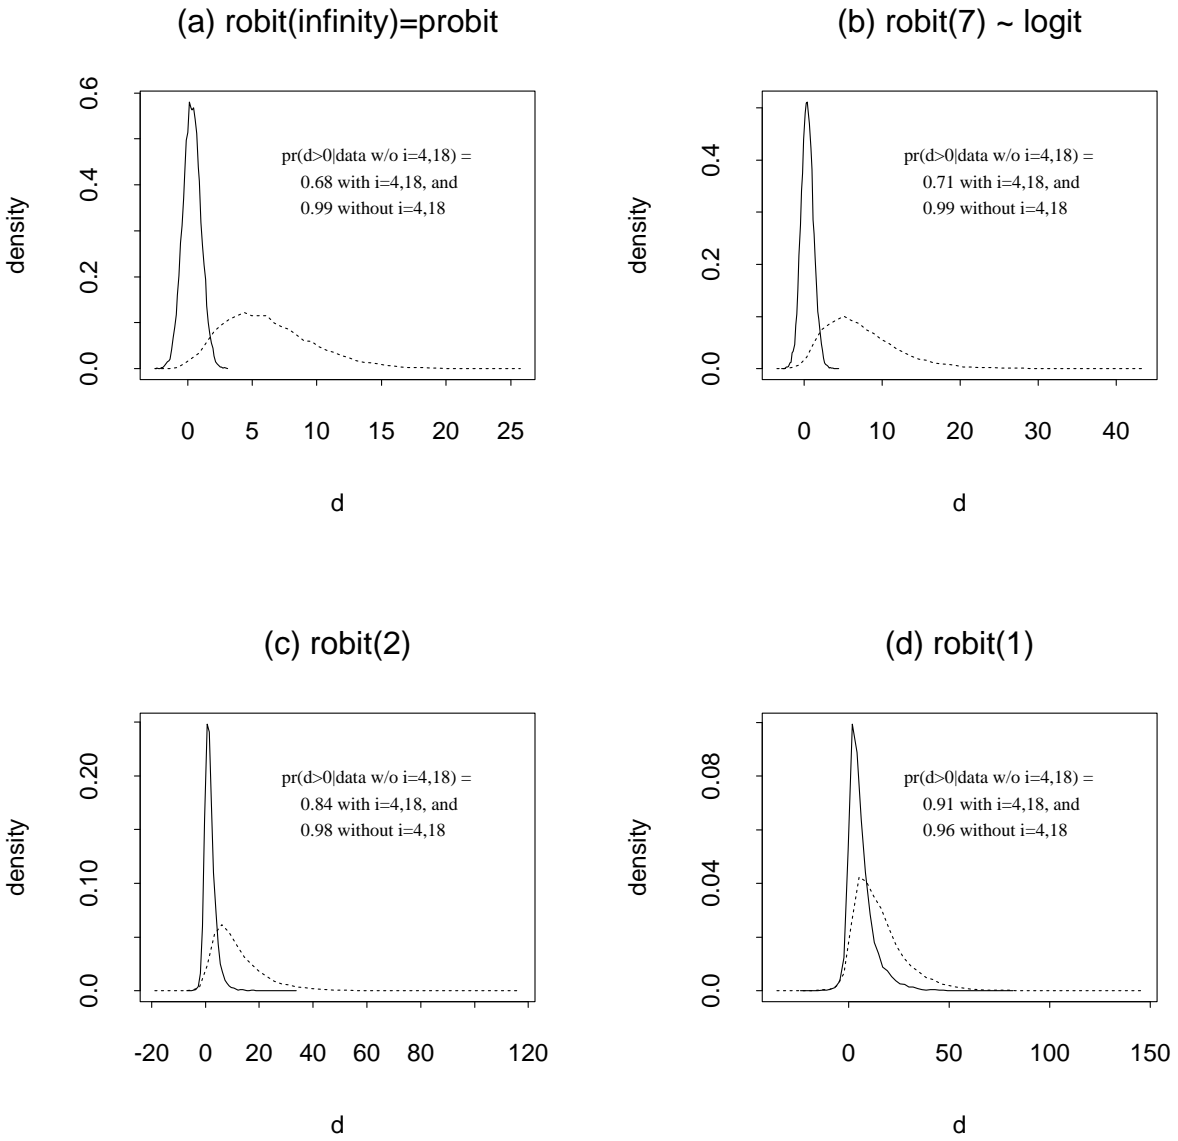 (a) robit(infinity)=probit
density
0.0 0.2 0.4 0.6
pr(d>0|data w/o i=4,18) =
0.68 with i=4,18, and
0.99 without i=4,18
0 5 10 15 20 25
d
(b) robit(7) ~ logit
density
0.0 0.2 0.4
pr(d>0|data w/o i=4,18) =
0.71 with i=4,18, and
0.99 without i=4,18
0 10 20 30 40
d
(c) robit(2)
density
0.0 0.10 0.20
pr(d>0|data w/o i=4,18) =
0.84 with i=4,18, and
0.98 without i=4,18
-20 0 20 40 60 80 120
d
(d) robit(1)
density
0.0 0.04 0.08
pr(d>0|data w/o i=4,18) =
0.91 with i=4,18, and
0.96 without i=4,18
0 50 100 150
d